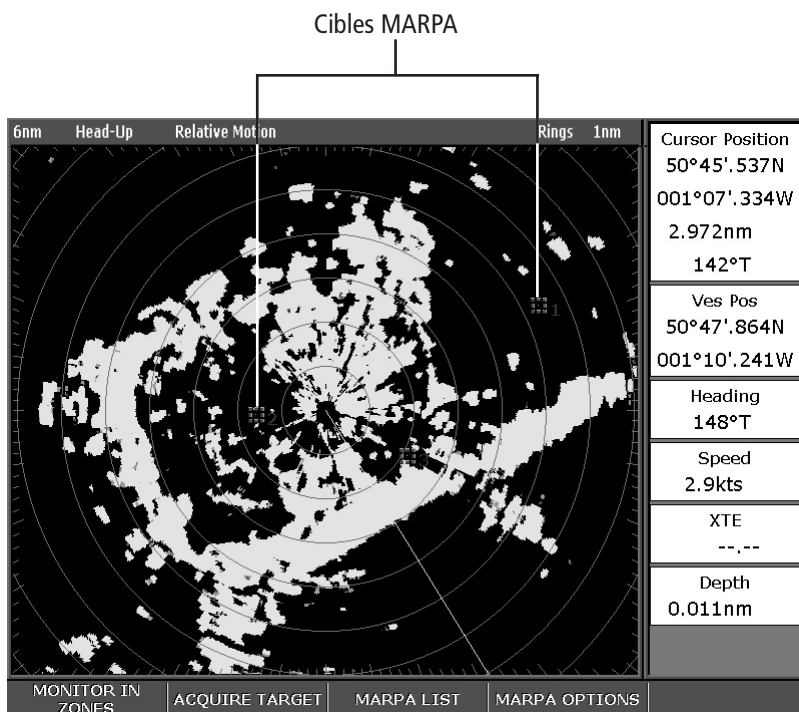 Cibles MARPA
6nm Head-Up Relative Motion Rings 1nm
1
2
3
Cursor Position
50°45'.537N
001°07'.334W
2.972nm
142°T
Ves Pos
50°47'.864N
001°10'.241W
Heading
148°T
Speed
2.9kts
XTE
--.--
Depth
0.011nm
MONITOR IN
ZONES
ACQUIRE TARGET
MARPA LIST
MARPA OPTIONS